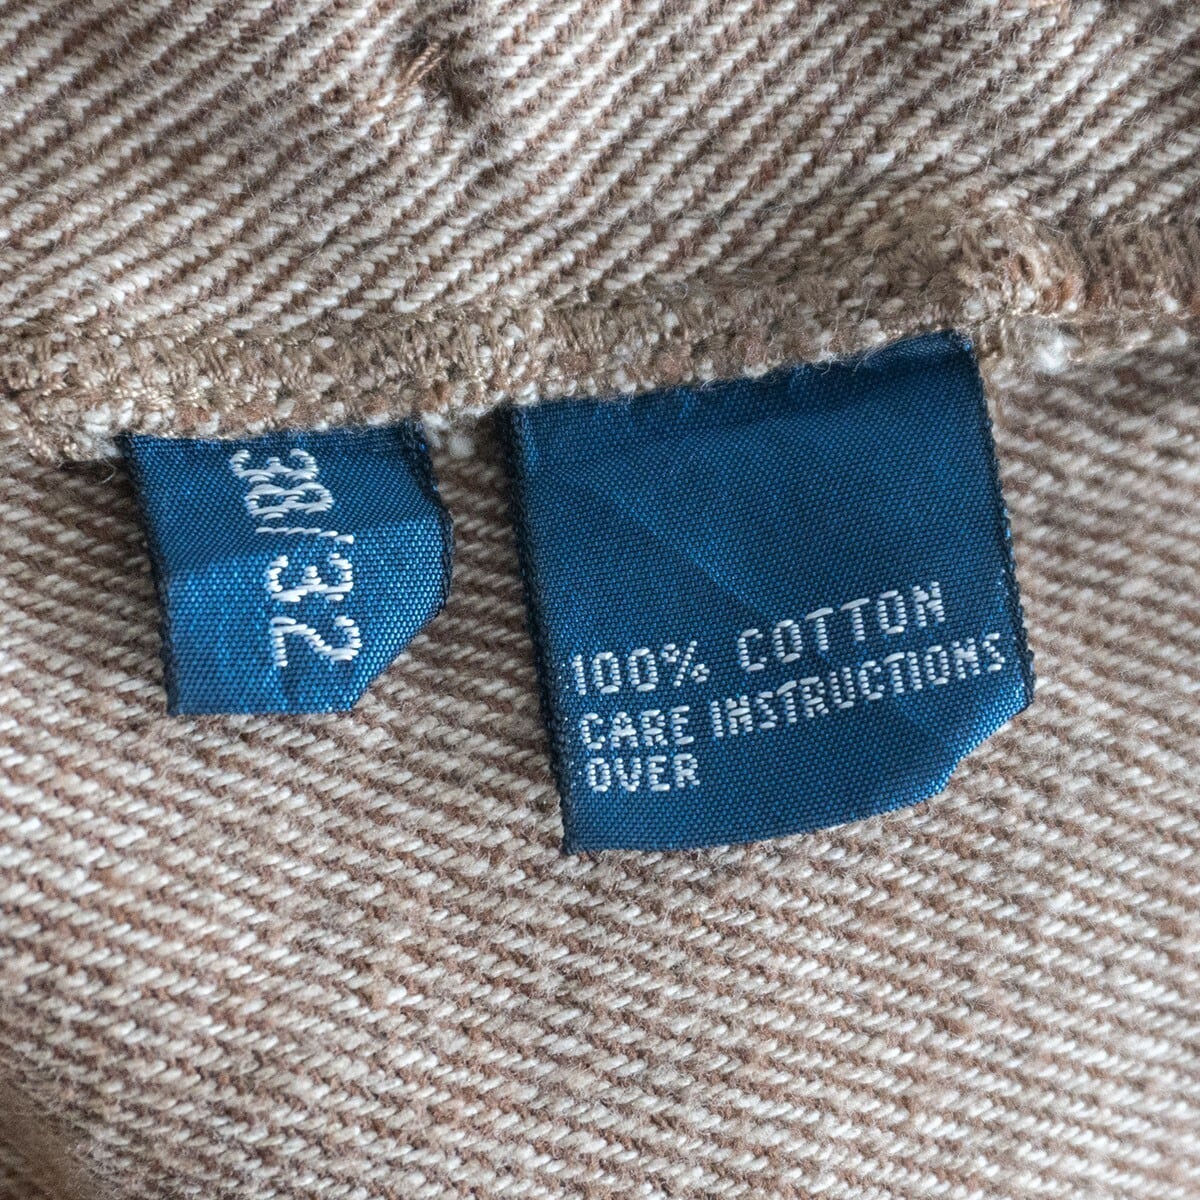 38/32
100% COTTON
CARE INSTRUCTIONS
OVER